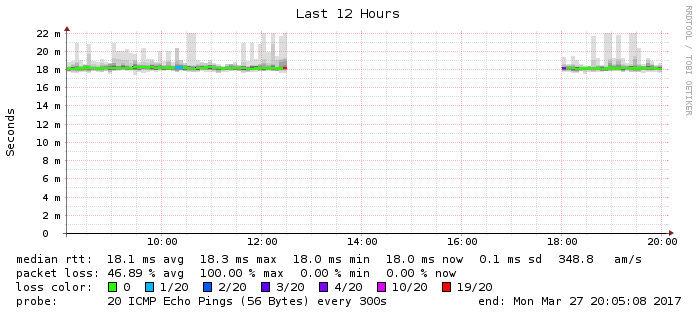 Last 12 Hours
RRDTOOL / TOBI OETIKER
Seconds
22 m
20 m
18 m
16 m
14 m
12 m
10 m
8 m
6 m
4 m
2 m
0
10:00 12:00 14:00 16:00 18:00 20:00
median rtt: 18.1 ms avg 18.3 ms max 18.0 ms min 18.0 ms now 0.1 ms sd 348.8 am/s
packet loss: 46.89 % avg 100.00 % max 0.00 % min 0.00 % now
loss color: 0 1/20 2/20 3/20 4/20 10/20 19/20
probe: 20 ICMP Echo Pings (56 Bytes) every 300s end: Mon Mar 27 20:05:08 2017